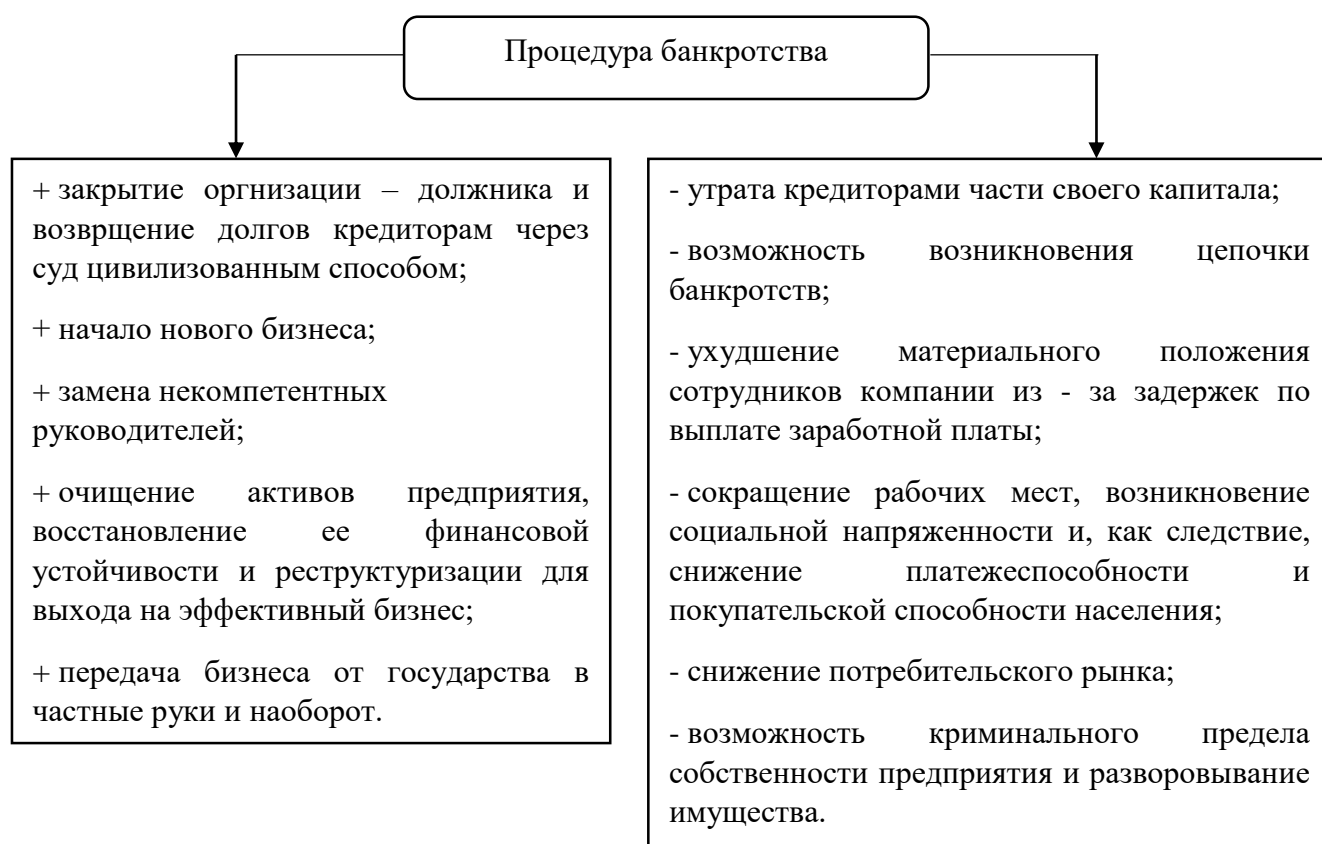 Процедура банкротства
+ закрытие оргнизации – должника и
возврщение долгов кредиторам через
суд цивилизованным способом;
+ начало нового бизнеса;
+ замена некомпетентных
руководителей;
+ очищение активов предприятия,
восстановление ее финансовой
устойчивости и реструктуризации для
выхода на эффективный бизнес;
+ передача бизнеса от государства в
частные руки и наоборот.
- утрата кредиторами части своего капитала;
- возможность возникновения цепочки
банкротств;
- ухудшение материального положения
сотрудников компании из - за задержек по
выплате заработной платы;
- сокращение рабочих мест, возникновение
социальной напряженности и, как следствие,
снижение платежеспособности и
покупательской способности населения;
- снижение потребительского рынка;
- возможность криминального предела
собственности предприятия и разворовывание
имущества.